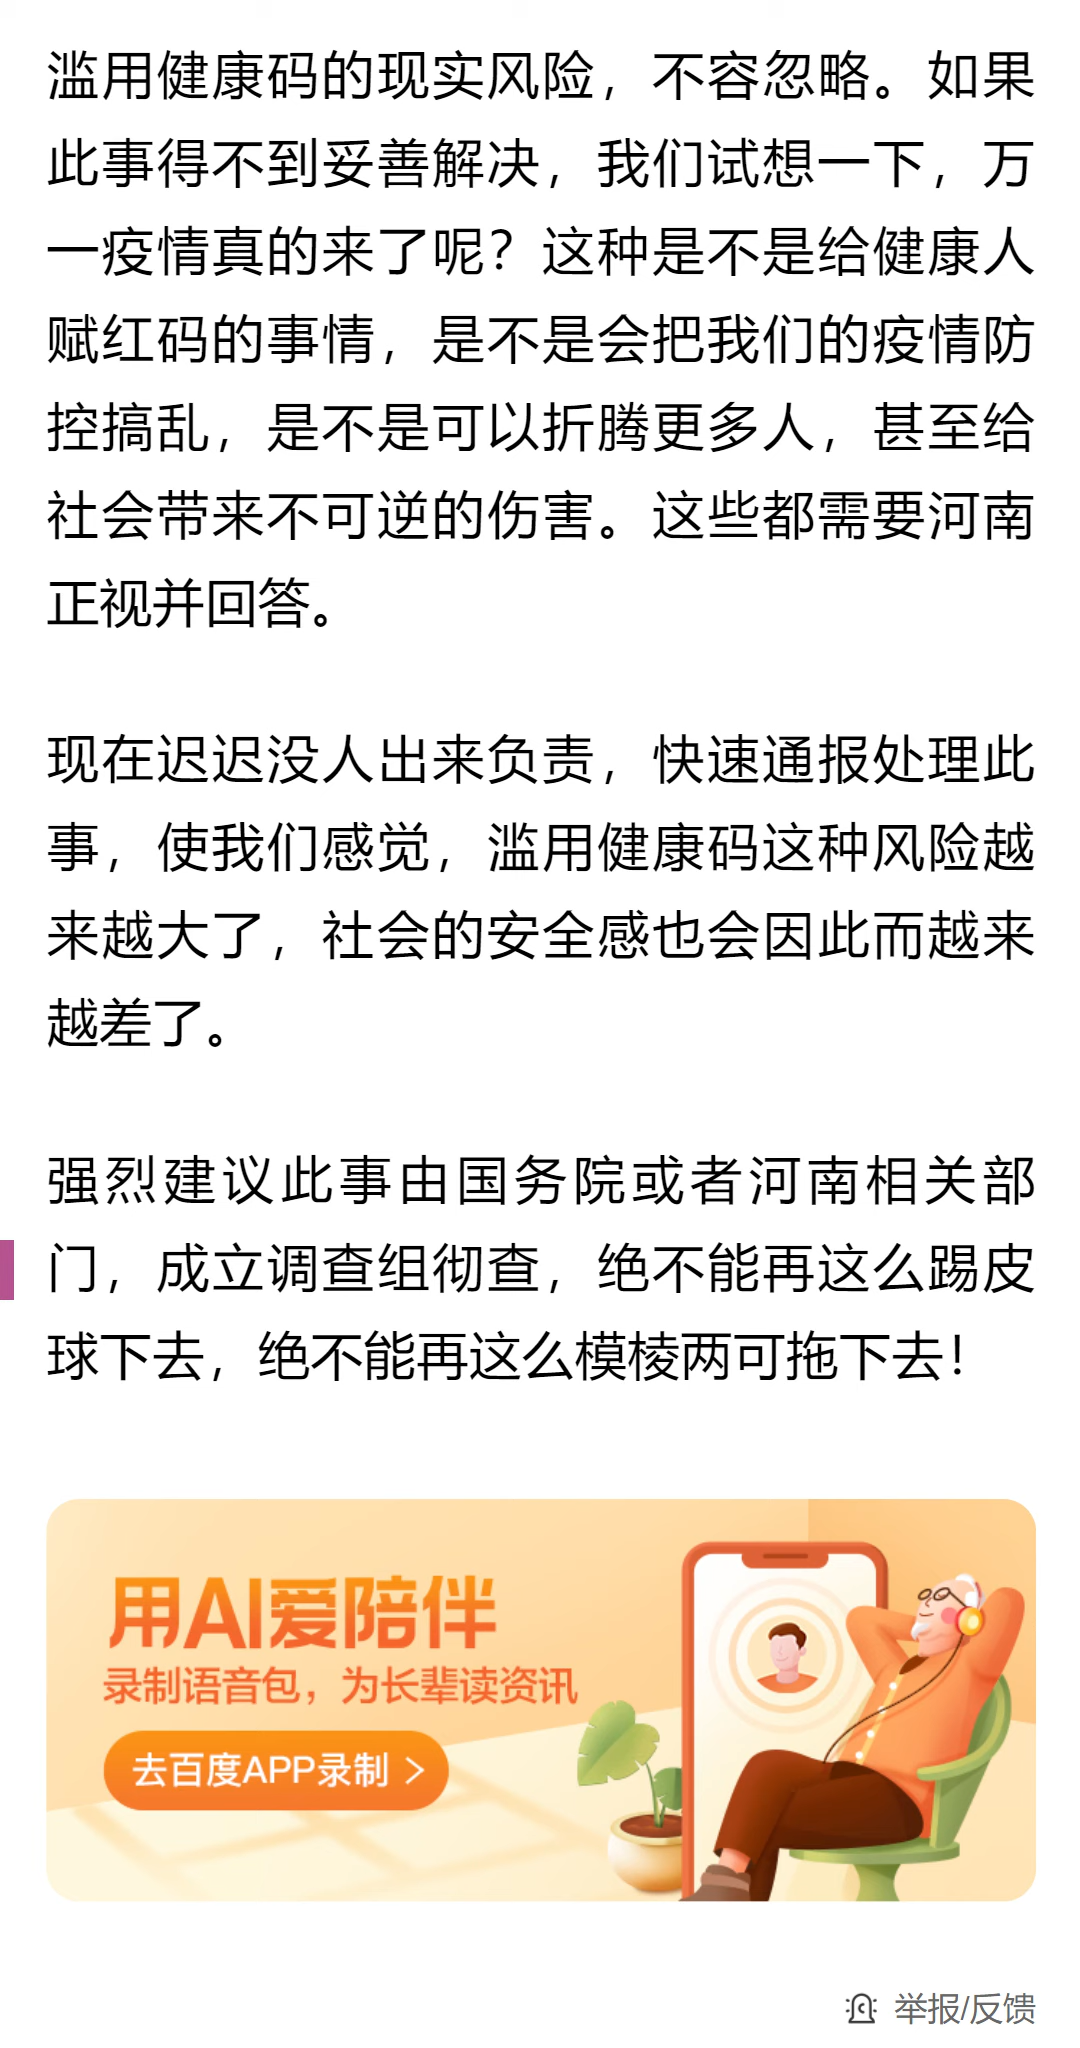 滥用健康码的现实风险，不容忽略。如果
此事得不到妥善解决，我们试想一下，万
一疫情真的来了呢？这种是不是给健康人
赋红码的事情，是不是会把我们的疫情防
控搞乱，是不是可以折腾更多人，甚至给
社会带来不可逆的伤害。这些都需要河南
正视并回答。
现在迟迟没人出来负责，快速通报处理此
事，使我们感觉，滥用健康码这种风险越
来越大了，社会的安全感也会因此而越来
越差了。
强烈建议此事由国务院或者河南相关部
门，成立调查组彻查，绝不能再这么踢皮
球下去，绝不能再这么模棱两可拖下去！
用AI爱陪伴
录制语音包，为长辈读资讯
去百度APP录制 >
举报/反馈